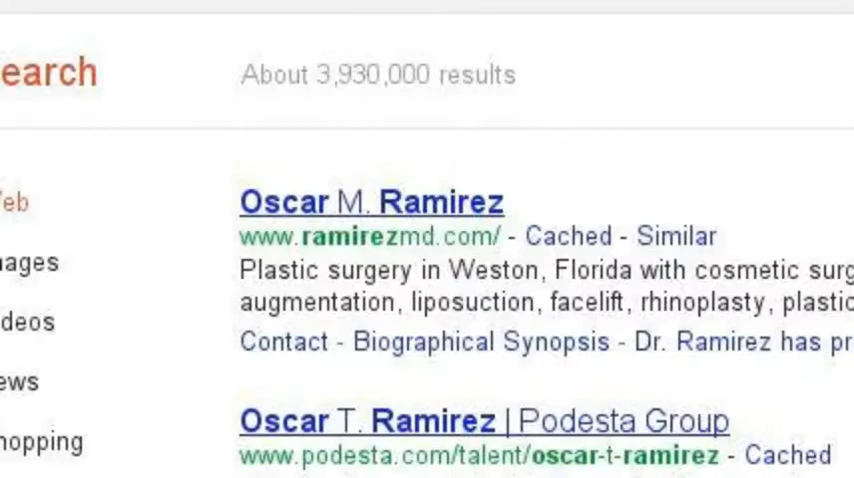 earch
About 3,930,000 results
eb
Oscar M. Ramirez
www.ramirezmd.com/ - Cached - Similar
ages
Plastic surgery in Weston, Florida with cosmetic surg
augmentation, liposuction, facelift, rhinoplasty, plastic
deos
Contact - Biographical Synopsis - Dr. Ramirez has pr
ews
Oscar T. Ramirez | Podesta Group
hopping
www.podesta.com/talent/oscar-t-ramirez - Cached